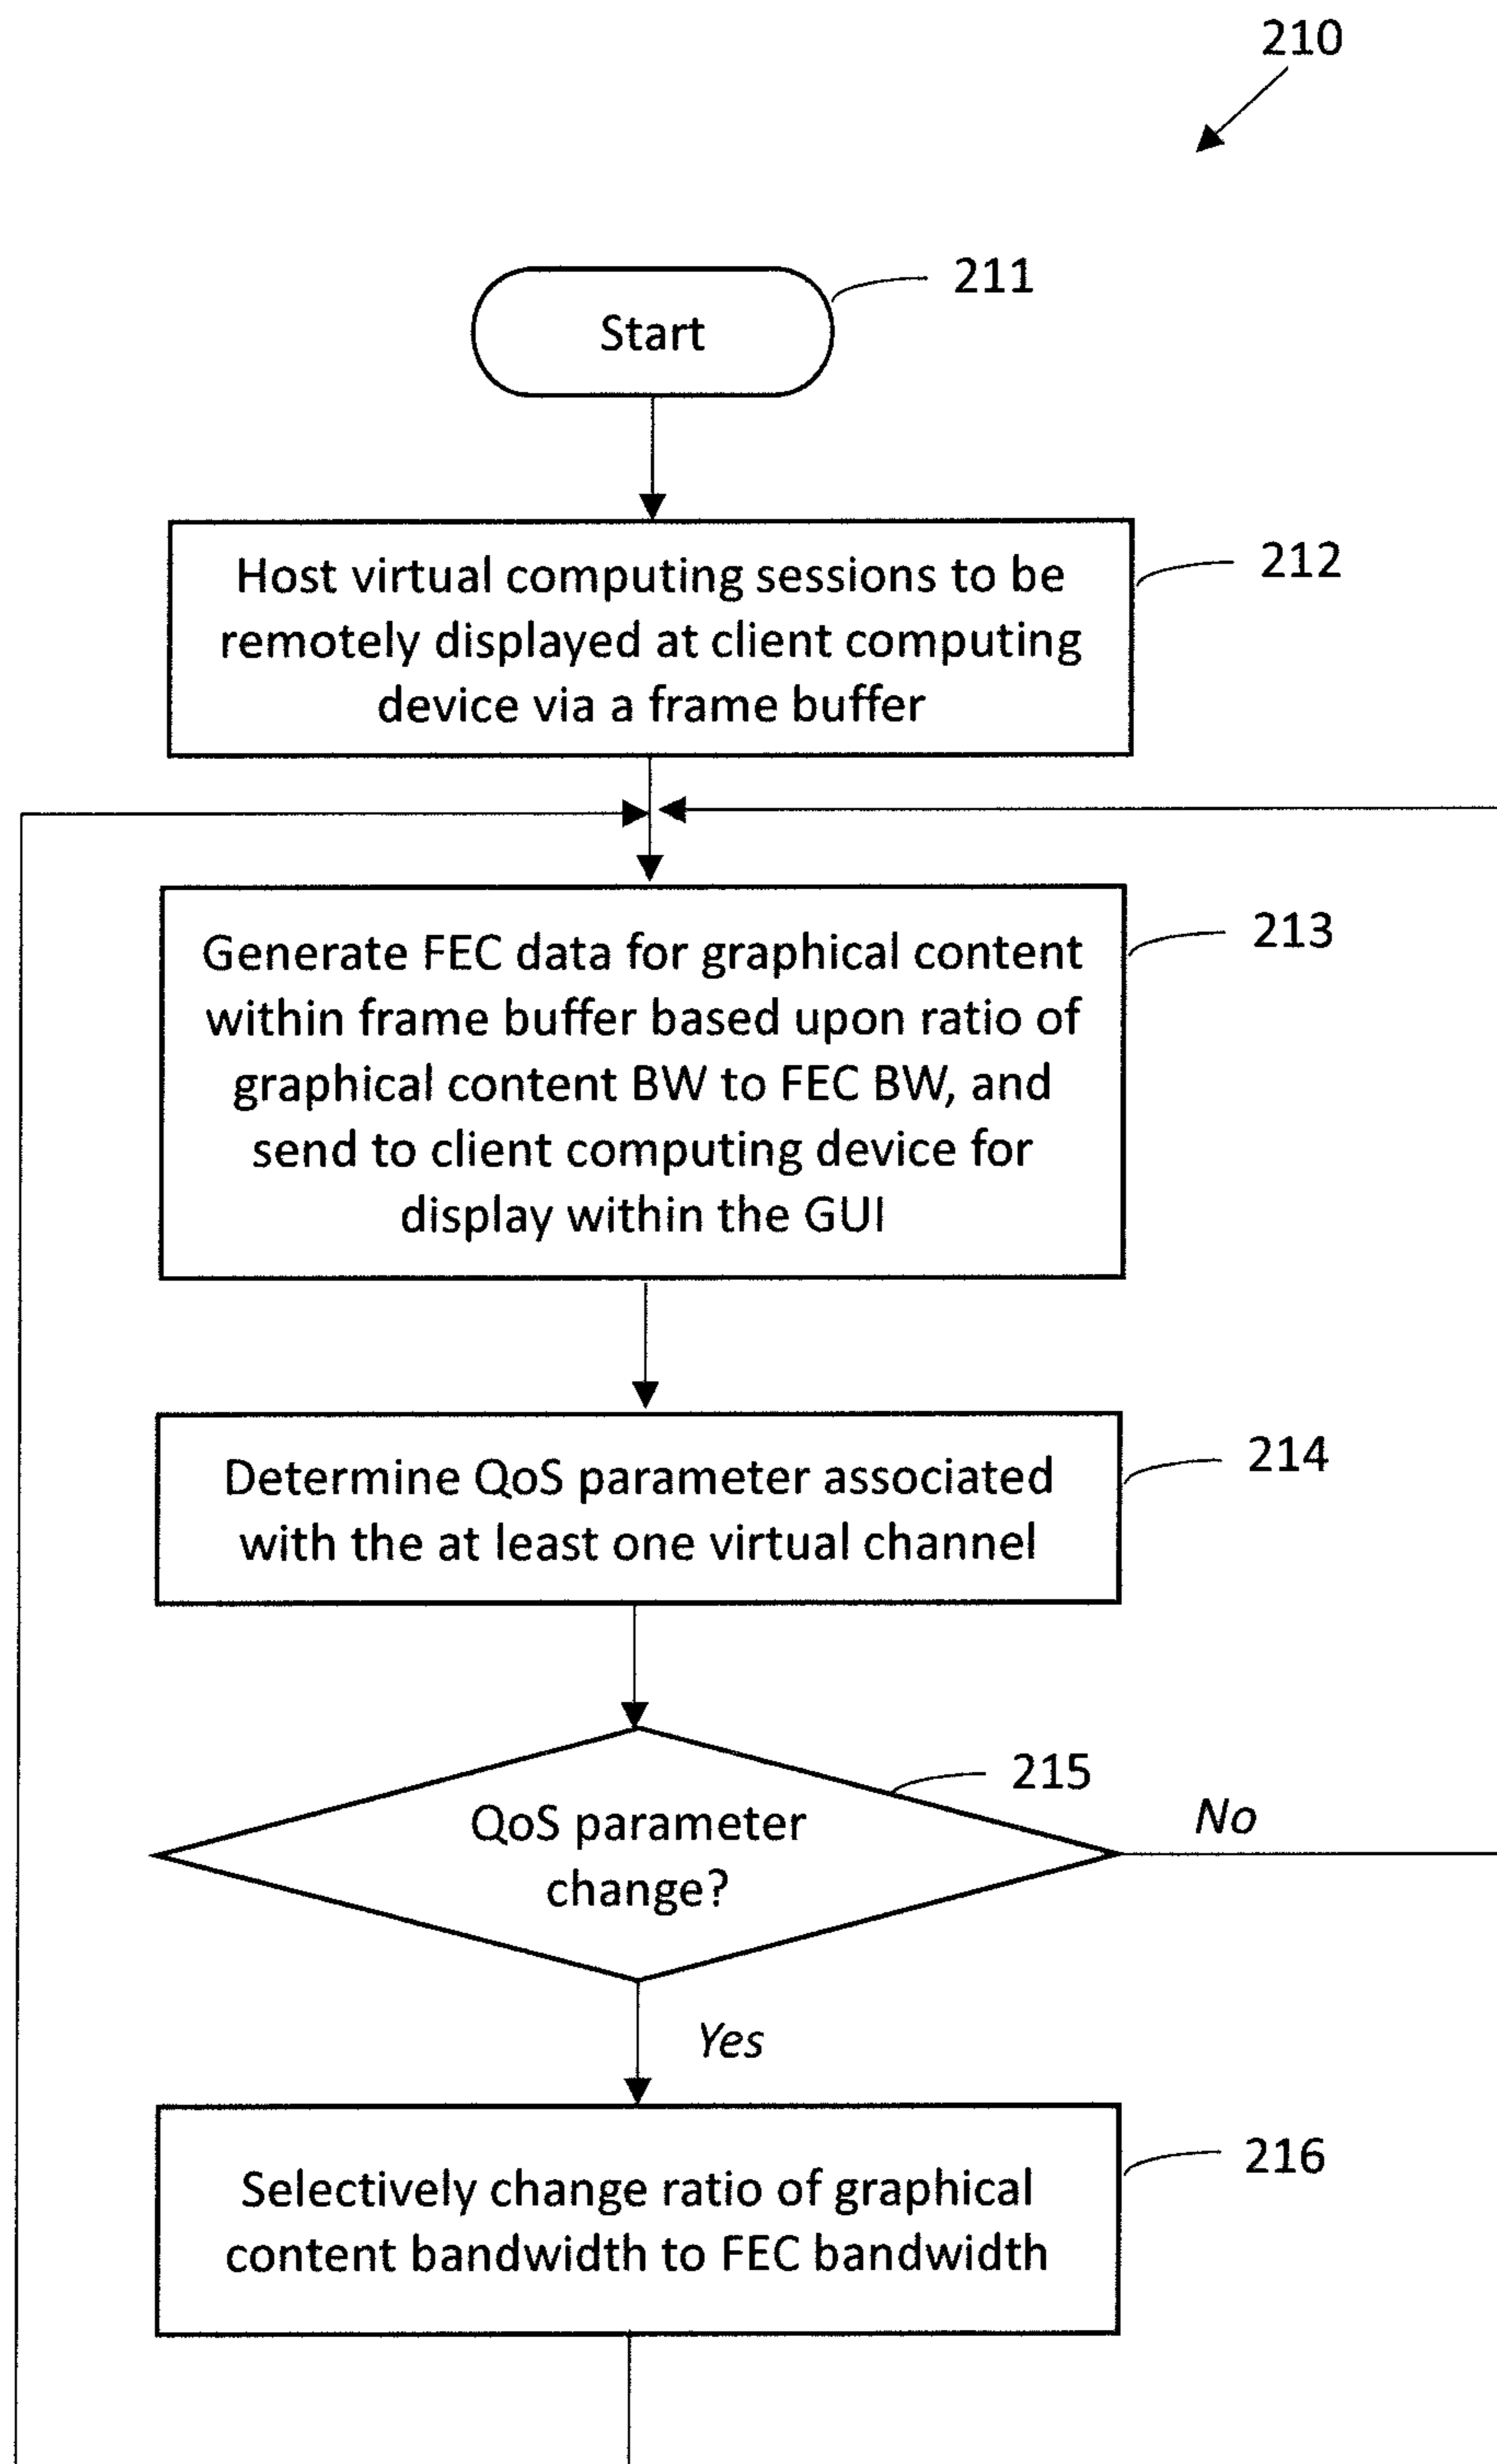 210
211
Start
212
Host virtual computing sessions to be
remotely displayed at client computing
device via a frame buffer
213
Generate FEC data for graphical content
within frame buffer based upon ratio of
graphical content BW to FEC BW, and
send to client computing device for
display within the GUI
214
Determine QoS parameter associated
with the at least one virtual channel
215
QoS parameter
change?
No
Yes
216
Selectively change ratio of graphical
content bandwidth to FEC bandwidth